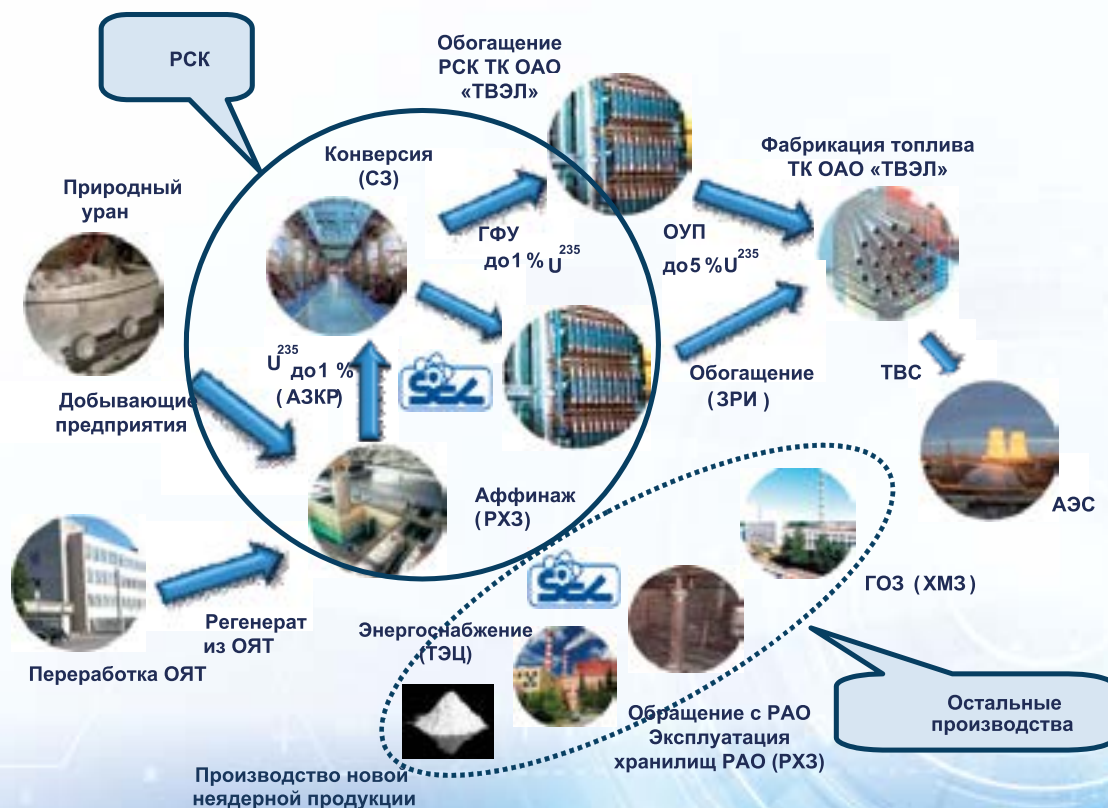 РСК
Обогащение
РСК ТК ОАО
«ТВЭЛ»
Конверсия
(СЗ)
Фабрикация топлива
ТК ОАО «ТВЭЛ»
Природный
уран
ГФУ
до1 % U235
ОУП
до5 %U235
U235 до1 %
(АЗКР)
SCC
Обогащение
(ЗРИ )
ТВС
Добывающие
предприятия
Аффинаж
(РХЗ)
АЭС
SCC
ГОЗ (ХМЗ)
Регенерат
из ОЯТ
Энергоснабжение
(ТЭЦ)
Переработка ОЯТ
Обращение с РАО
Эксплуатация
хранилищ РАО (РХЗ)
Остальные
производства
Производство новой
неядерной продукции